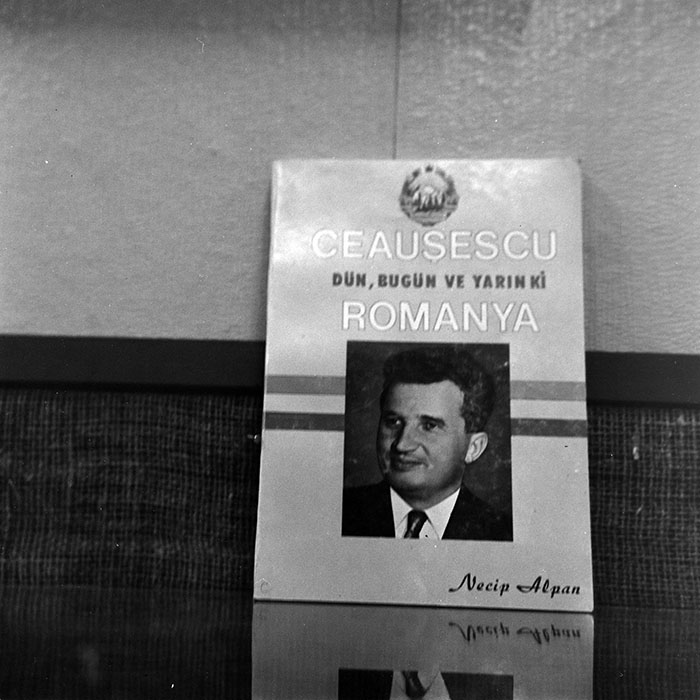 CEAUŞESCU
DÜN, BUGÜN VE YARINKİ
ROMANYA
Necip Alpan